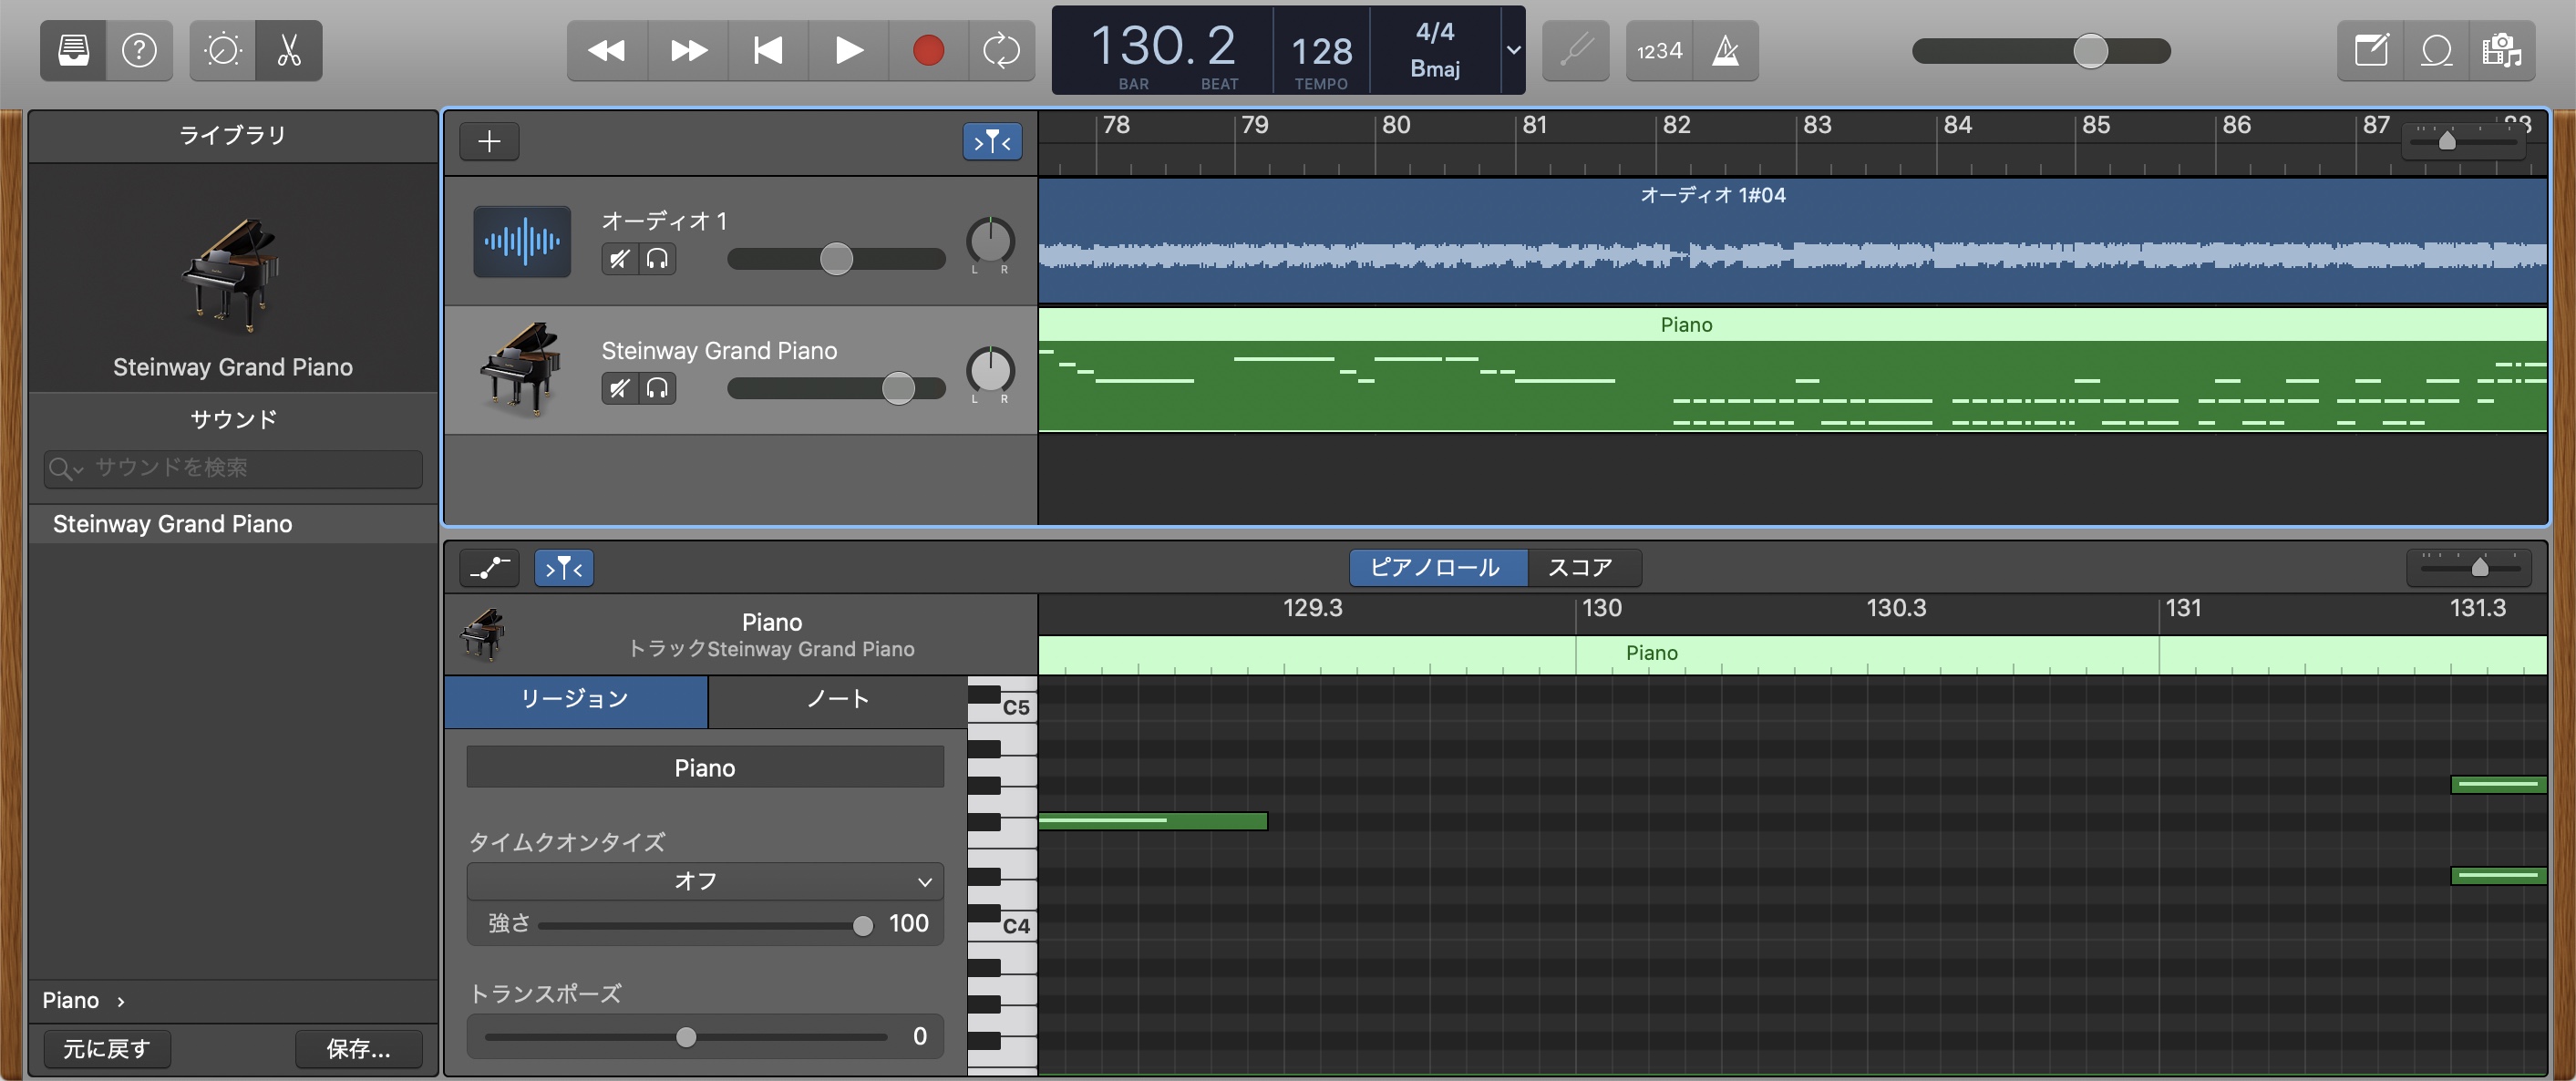 130. 2
BAR BEAT
128
TEMPO
4/4
Bmaj
1234
ライブラリ
Steinway Grand Piano
サウンド
サウンドを検索
Steinway Grand Piano
Piano
元に戻す
保存...
78 79 80 81 82 83 84 85 86 87 88
オーディオ 1
L R
オーディオ 1#04
Steinway Grand Piano
L R
Piano
ピアノロール
スコア
Piano
トラックSteinway Grand Piano
129.3 130 130.3 131 131.3
Piano
リージョン
ノート
Piano
タイムクオンタイズ
オフ
強さ 100
トランスポーズ
0
C5
C4